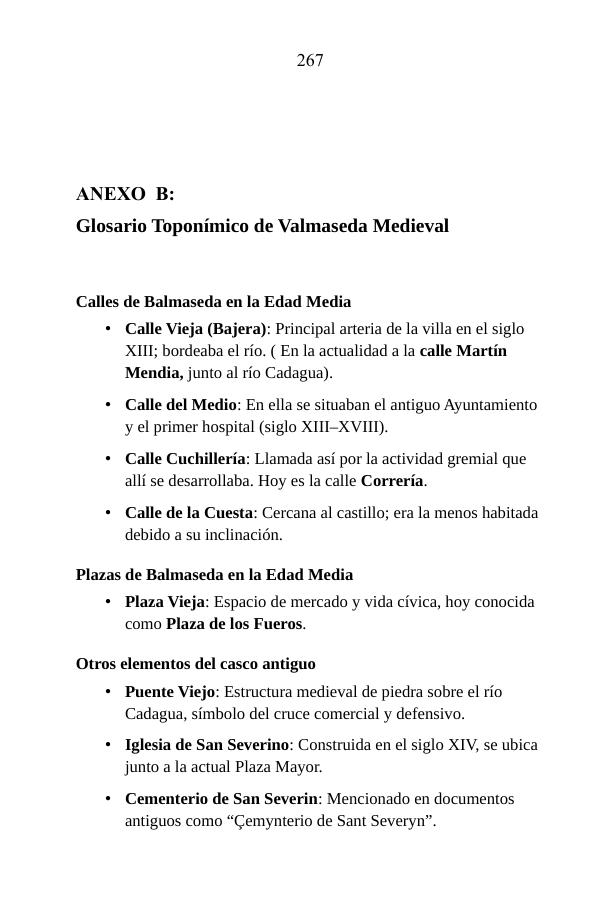 267
ANEXO B:
Glosario Toponímico de Valmaseda Medieval
Calles de Balmaseda en la Edad Media
• Calle Vieja (Bajera): Principal arteria de la villa en el siglo
XIII; bordeaba el río. ( En la actualidad a la calle Martín
Mendia, junto al río Cadagua).
• Calle del Medio: En ella se situaban el antiguo Ayuntamiento
y el primer hospital (siglo XIII–XVIII).
• Calle Cuchillería: Llamada así por la actividad gremial que
allí se desarrollaba. Hoy es la calle Correría.
• Calle de la Cuesta: Cercana al castillo; era la menos habitada
debido a su inclinación.
Plazas de Balmaseda en la Edad Media
• Plaza Vieja: Espacio de mercado y vida cívica, hoy conocida
como Plaza de los Fueros.
Otros elementos del casco antiguo
• Puente Viejo: Estructura medieval de piedra sobre el río
Cadagua, símbolo del cruce comercial y defensivo.
• Iglesia de San Severino: Construida en el siglo XIV, se ubica
junto a la actual Plaza Mayor.
• Cementerio de San Severin: Mencionado en documentos
antiguos como “Çemynterio de Sant Severyn”.